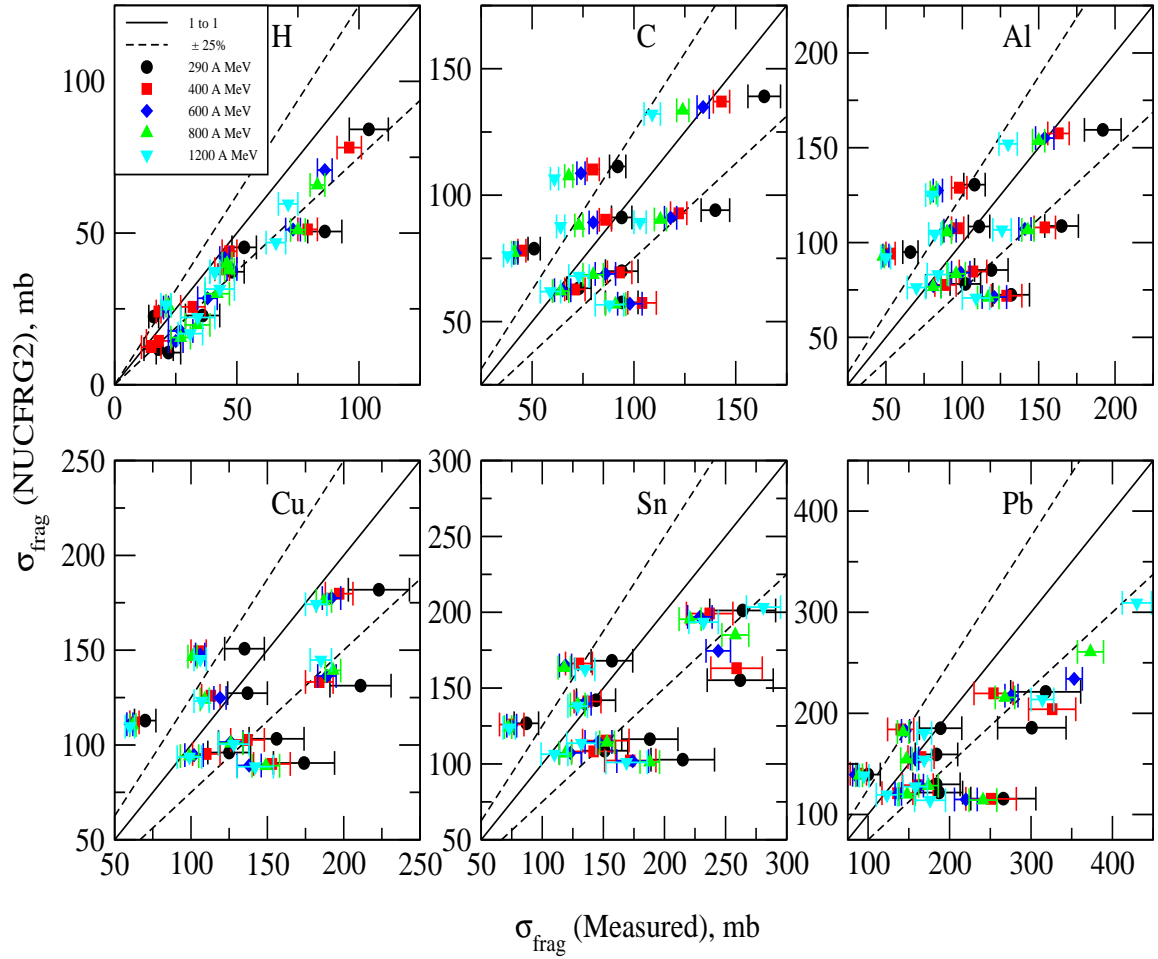 1 to 1
± 25%
290 A MeV
400 A MeV
600 A MeV
800 A MeV
1200 A MeV
H
C
Al
100
50
0
0 50 100
150
100
50
50 100 150
200
150
100
50
50 100 150 200
σfrag (NUCFRG2), mb
Cu
Sn
Pb
250
200
150
100
50
50 100 150 200 250
300
250
200
150
100
50
50 100 150 200 250 300
400
300
200
100
100 200 300 400
σfrag (Measured), mb